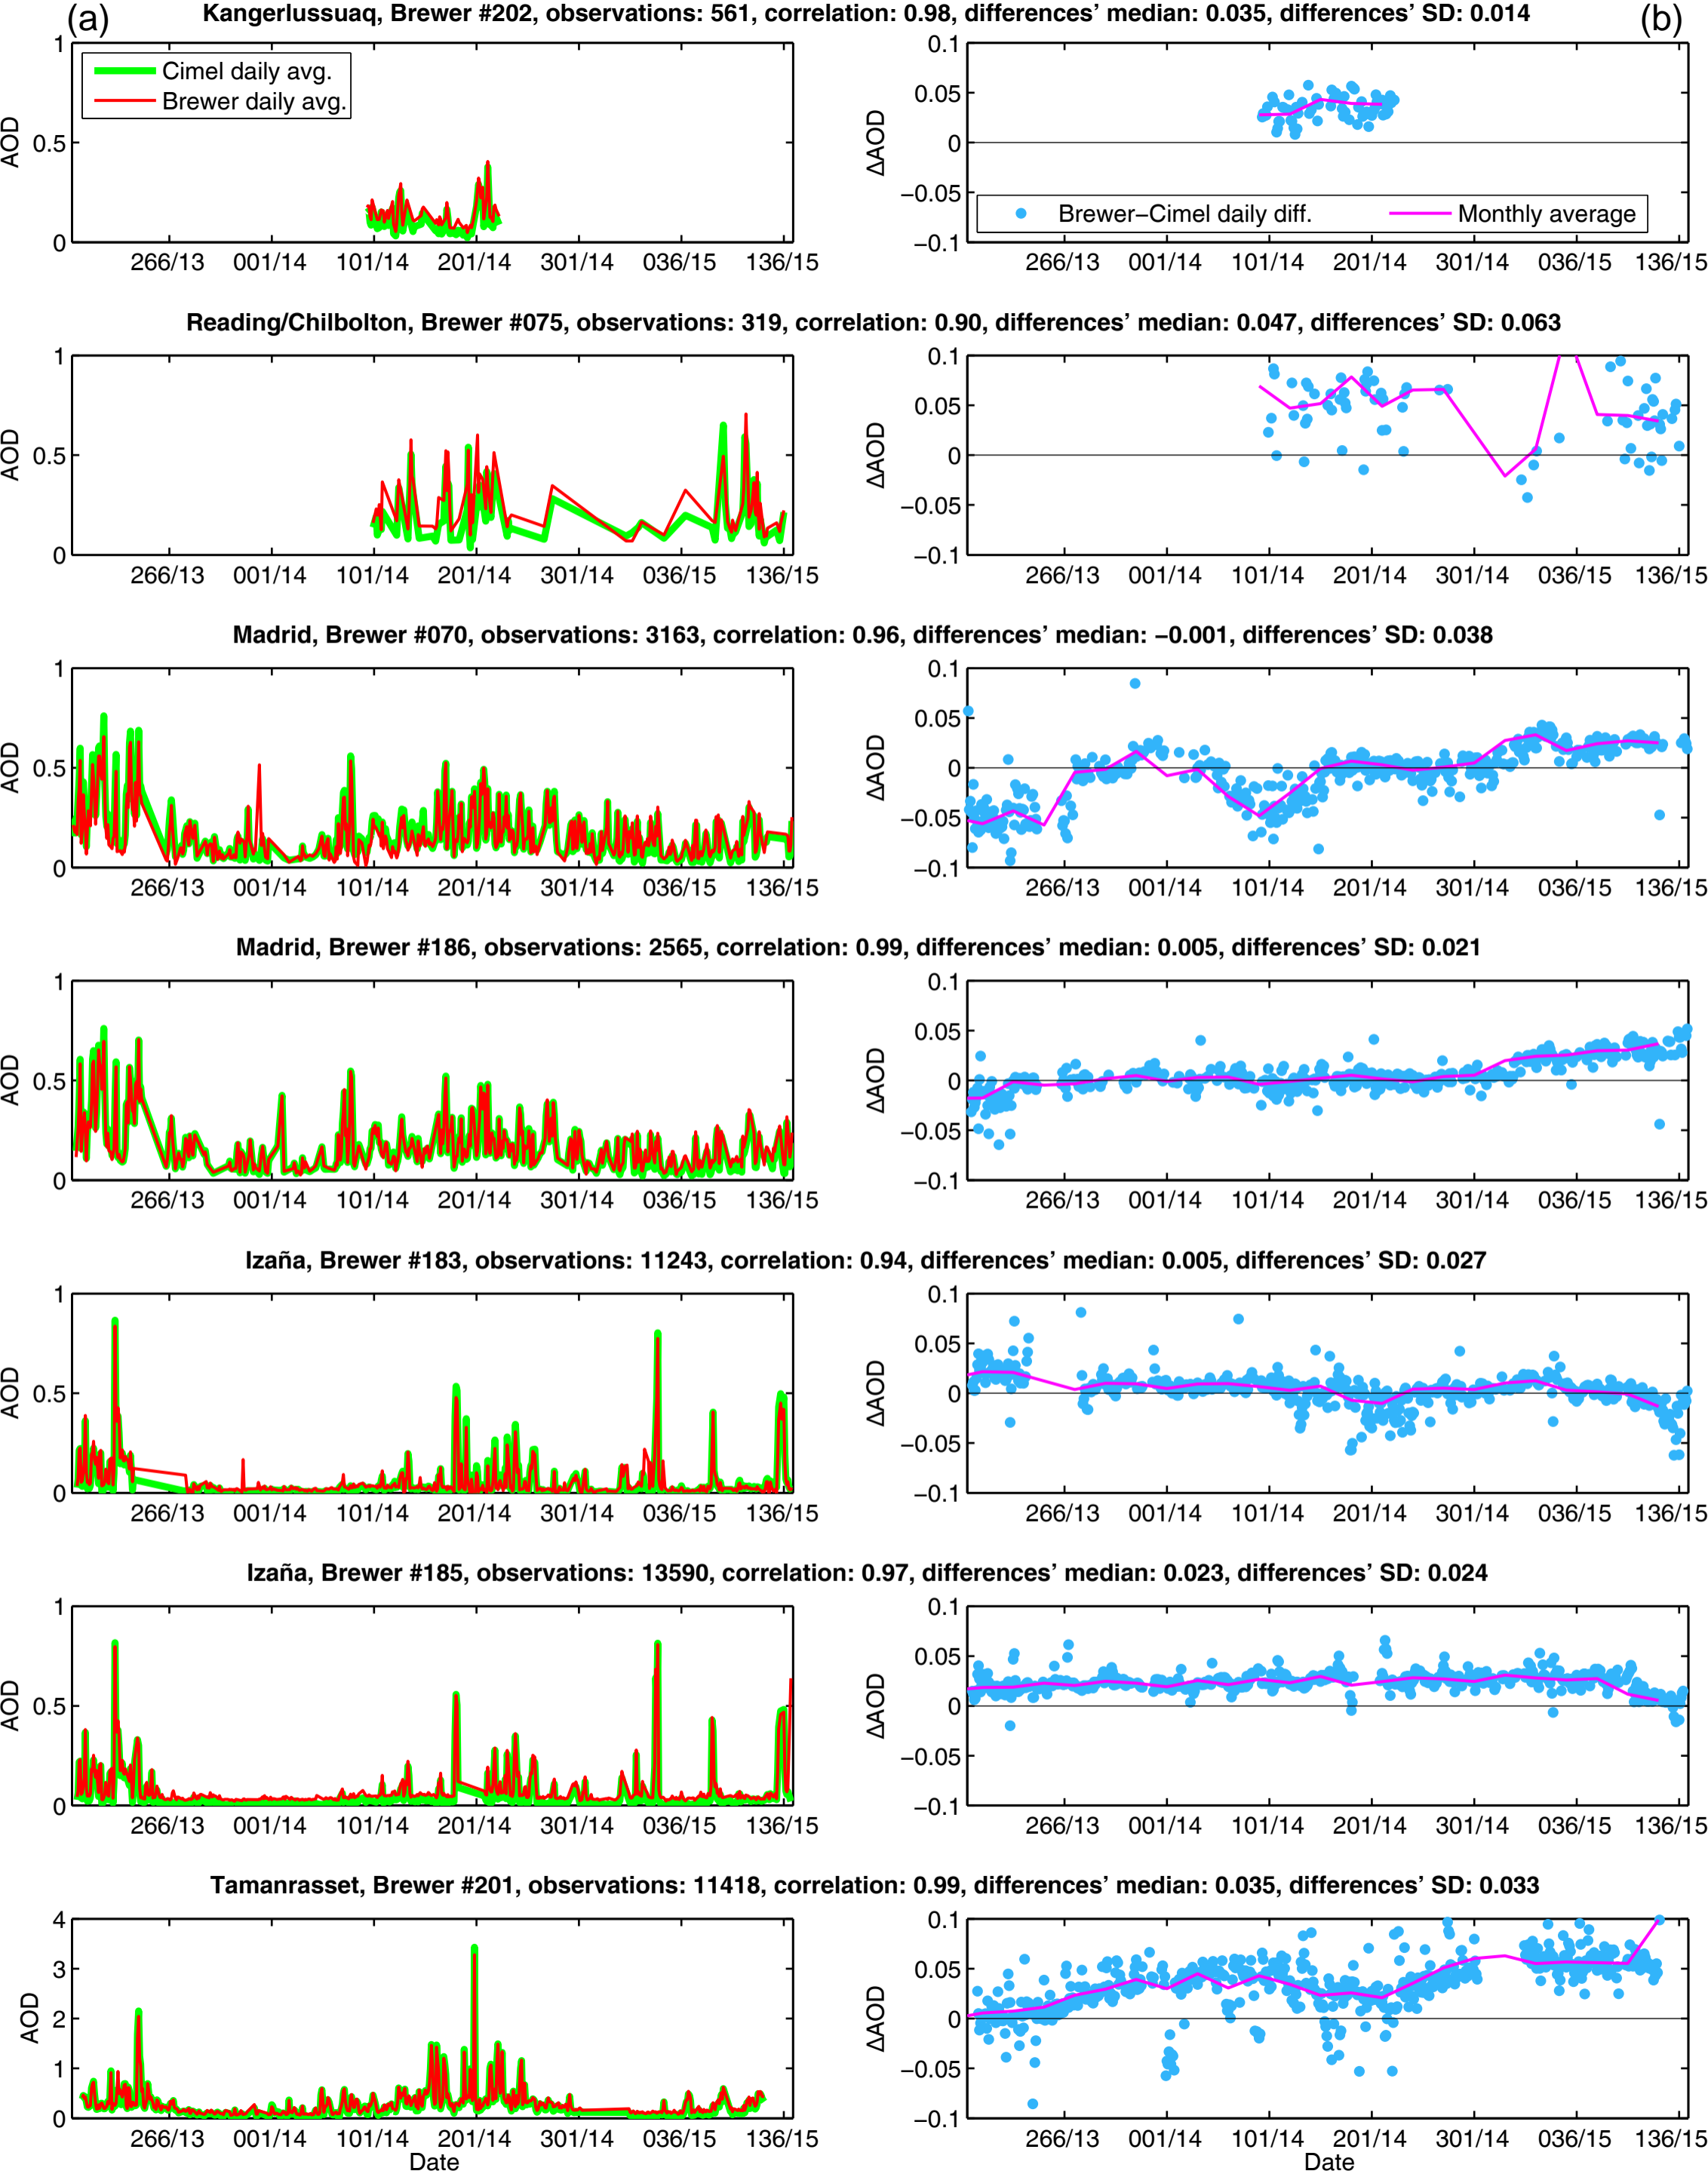 (a)
Kangerlussuaq, Brewer #202, observations: 561, correlation: 0.98, differences’ median: 0.035, differences’ SD: 0.014
(b)
1
0.5
0
AOD
Cimel daily avg.
Brewer daily avg.
266/13 001/14 101/14 201/14 301/14 036/15 136/15
0.1
0.05
0
−0.05
−0.1
ΔAOD
Brewer−Cimel daily diff. Monthly average
266/13 001/14 101/14 201/14 301/14 036/15 136/15
Reading/Chilbolton, Brewer #075, observations: 319, correlation: 0.90, differences’ median: 0.047, differences’ SD: 0.063
1
0.5
0
AOD
266/13 001/14 101/14 201/14 301/14 036/15 136/15
0.1
0.05
0
−0.05
−0.1
ΔAOD
266/13 001/14 101/14 201/14 301/14 036/15 136/15
Madrid, Brewer #070, observations: 3163, correlation: 0.96, differences’ median: −0.001, differences’ SD: 0.038
1
0.5
0
AOD
266/13 001/14 101/14 201/14 301/14 036/15 136/15
0.1
0.05
0
−0.05
−0.1
ΔAOD
266/13 001/14 101/14 201/14 301/14 036/15 136/15
Madrid, Brewer #186, observations: 2565, correlation: 0.99, differences’ median: 0.005, differences’ SD: 0.021
1
0.5
0
AOD
266/13 001/14 101/14 201/14 301/14 036/15 136/15
0.1
0.05
0
−0.05
−0.1
ΔAOD
266/13 001/14 101/14 201/14 301/14 036/15 136/15
Izaña, Brewer #183, observations: 11243, correlation: 0.94, differences’ median: 0.005, differences’ SD: 0.027
1
0.5
0
AOD
266/13 001/14 101/14 201/14 301/14 036/15 136/15
0.1
0.05
0
−0.05
−0.1
ΔAOD
266/13 001/14 101/14 201/14 301/14 036/15 136/15
Izaña, Brewer #185, observations: 13590, correlation: 0.97, differences’ median: 0.023, differences’ SD: 0.024
1
0.5
0
AOD
266/13 001/14 101/14 201/14 301/14 036/15 136/15
0.1
0.05
0
−0.05
−0.1
ΔAOD
266/13 001/14 101/14 201/14 301/14 036/15 136/15
Tamanrasset, Brewer #201, observations: 11418, correlation: 0.99, differences’ median: 0.035, differences’ SD: 0.033
4
3
2
1
0
AOD
266/13 001/14 101/14 201/14 301/14 036/15 136/15
Date
0.1
0.05
0
−0.05
−0.1
ΔAOD
266/13 001/14 101/14 201/14 301/14 036/15 136/15
Date